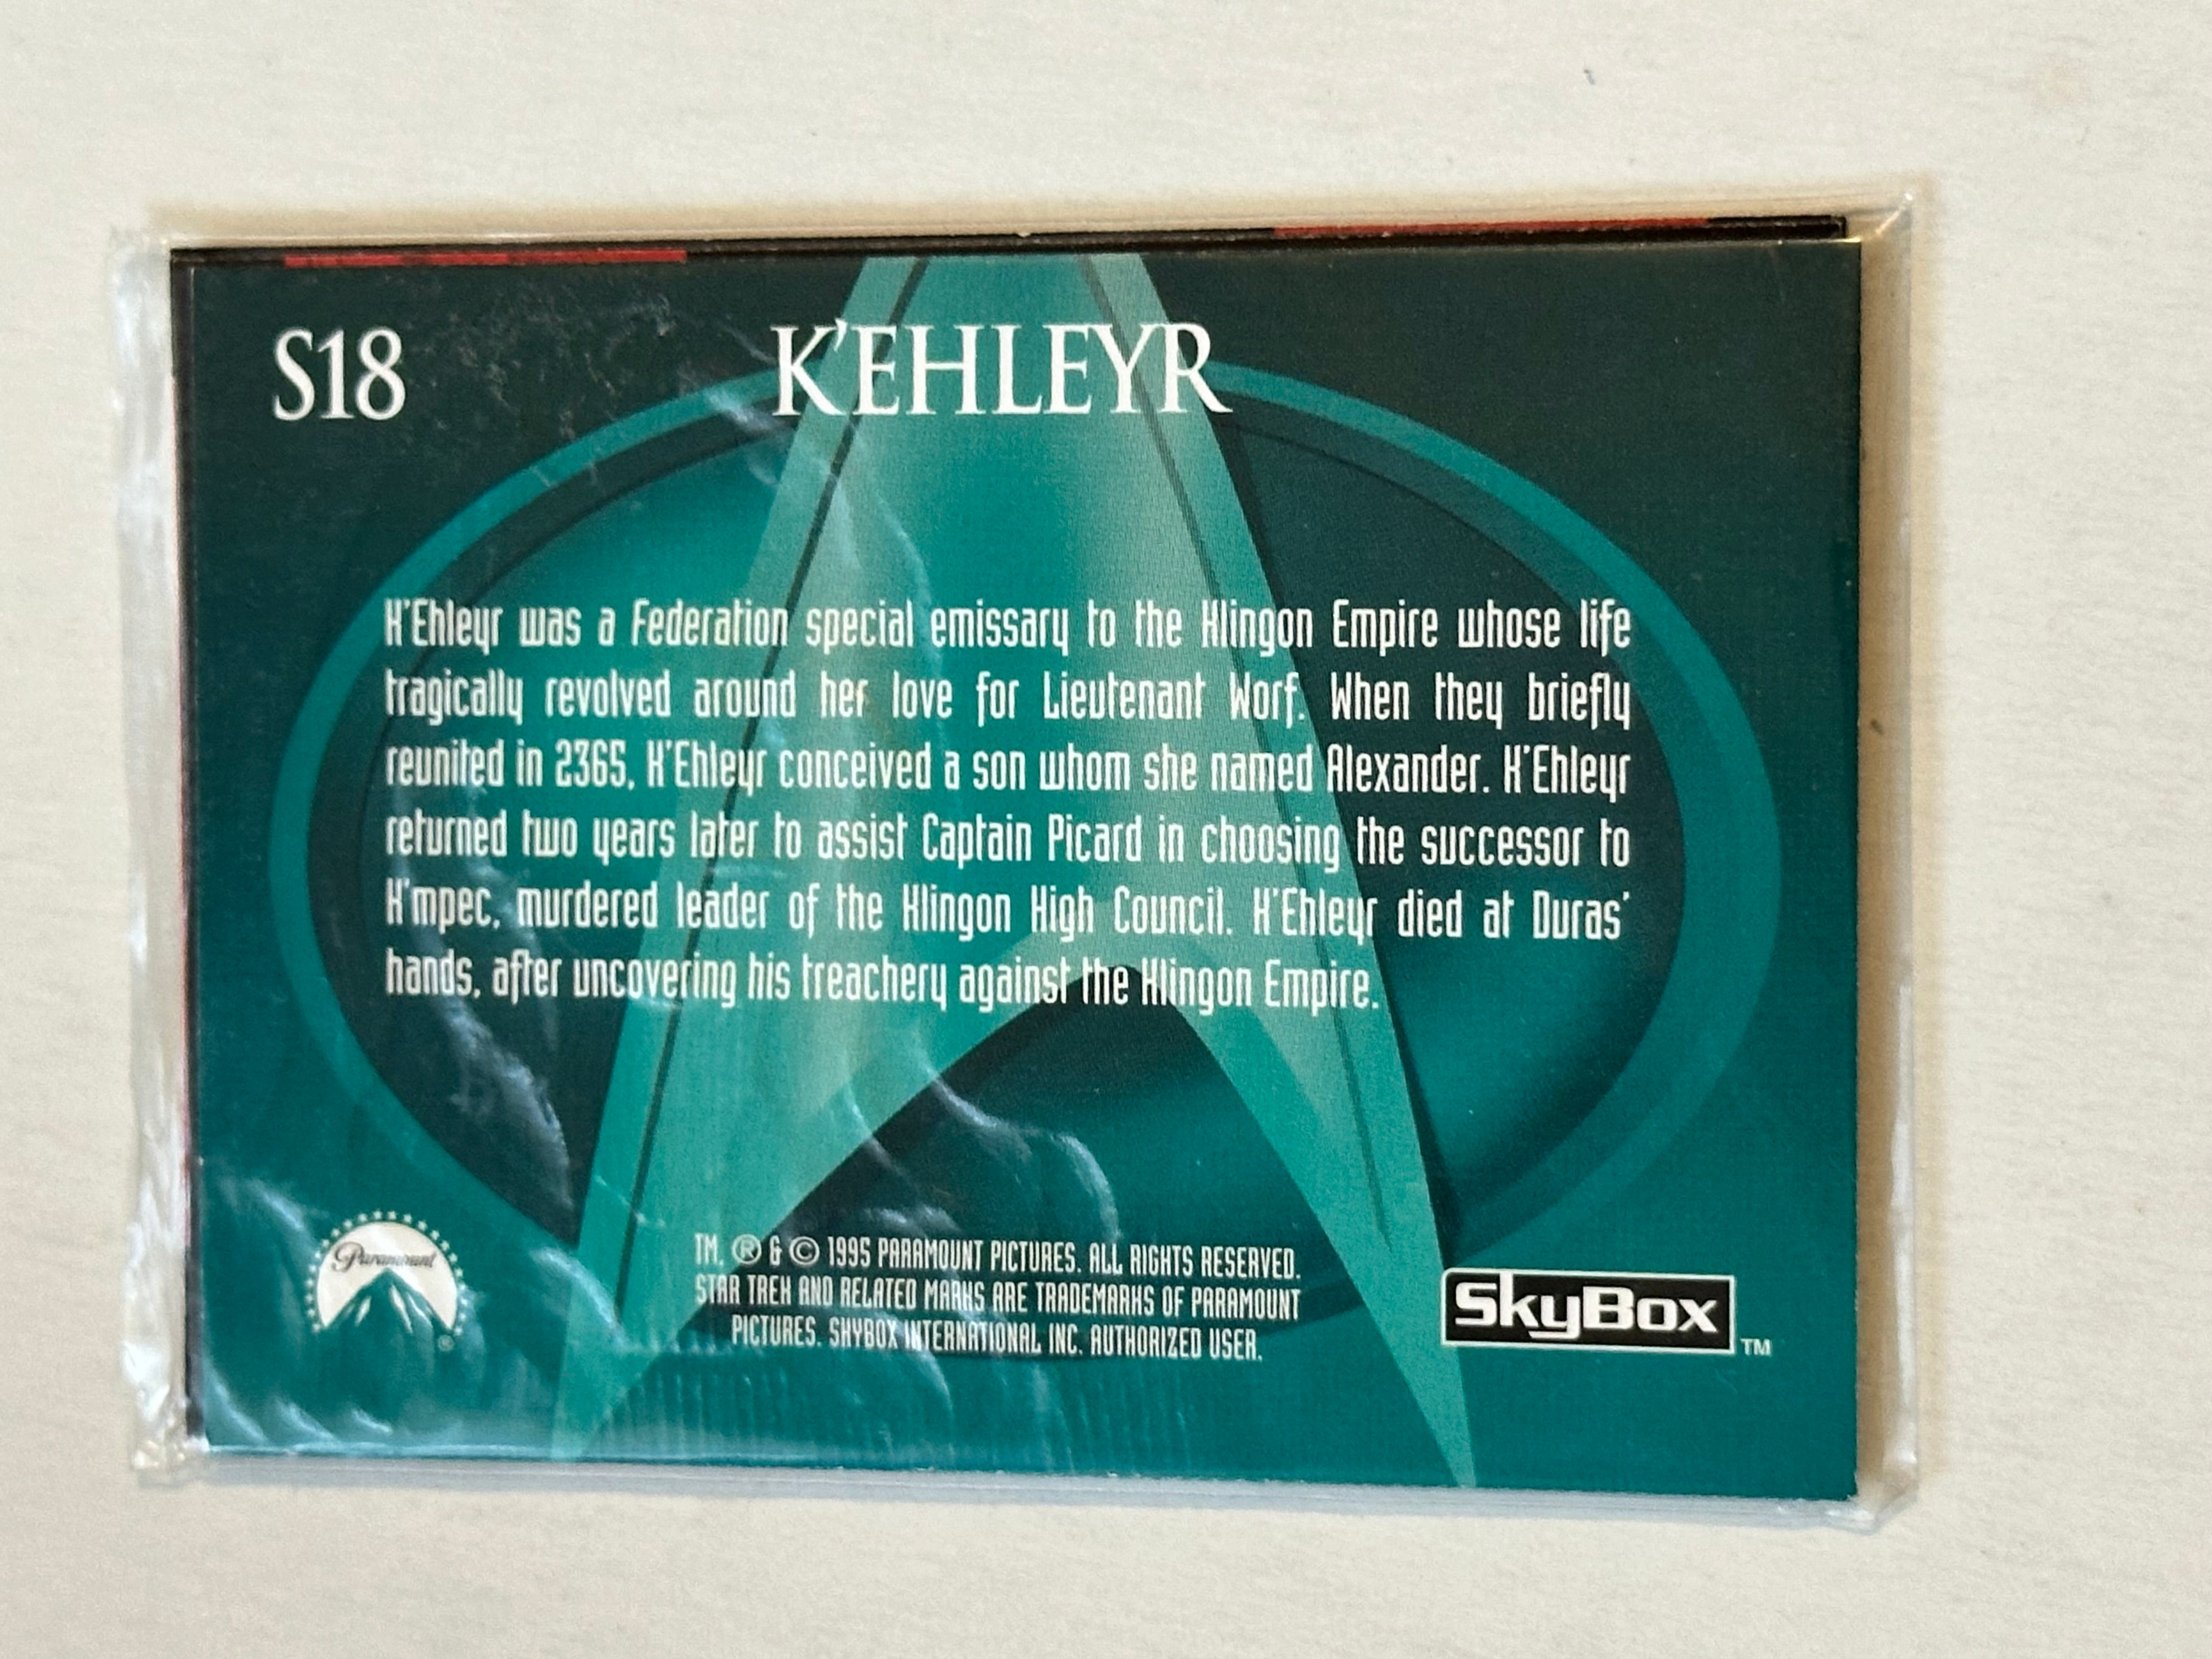 S18 K'EHLEYR
K'Ehleyr was a Federation special emissary to the Klingon Empire whose life
tragically revolved around her love for Lieutenant Worf. When they briefly
reunited in 2365, K'Ehleyr conceived a son whom she named Alexander. K'Ehleyr
returned two years later to assist Captain Picard in choosing the successor to
K'mpec, murdered leader of the Klingon High Council. K'Ehleyr died at Duras'
hands, after uncovering his treachery against the Klingon Empire.
Paramount
®
TM, ® & © 1995 PARAMOUNT PICTURES. ALL RIGHTS RESERVED.
STAR TREK AND RELATED MARKS ARE TRADEMARKS OF PARAMOUNT
PICTURES. SKYBOX INTERNATIONAL INC. AUTHORIZED USER.
SkyBox TM